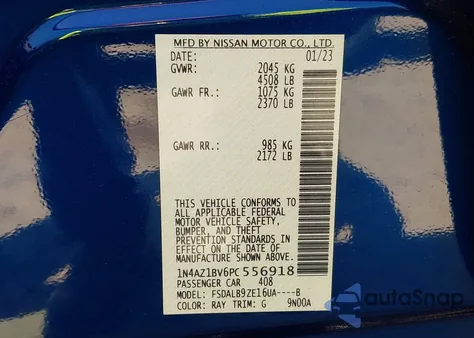 MFD BY NISSAN MOTOR CO., LTD.
DATE: 01/23
GVWR: 2045 KG
4508 LB
GAWR FR.: 1075 KG
2370 LB
GAWR RR.: 985 KG
2172 LB
THIS VEHICLE CONFORMS TO
ALL APPLICABLE FEDERAL
MOTOR VEHICLE SAFETY,
BUMPER, AND THEFT
PREVENTION STANDARDS IN
EFFECT ON THE DATE OF
MANUFACTURE SHOWN ABOVE.
1N4AZ1BV6PC556918
PASSENGER CAR 408
MODEL: FSDALB9ZE16UA----B
COLOR: RAY TRIM: G 9N00A
autoSnap